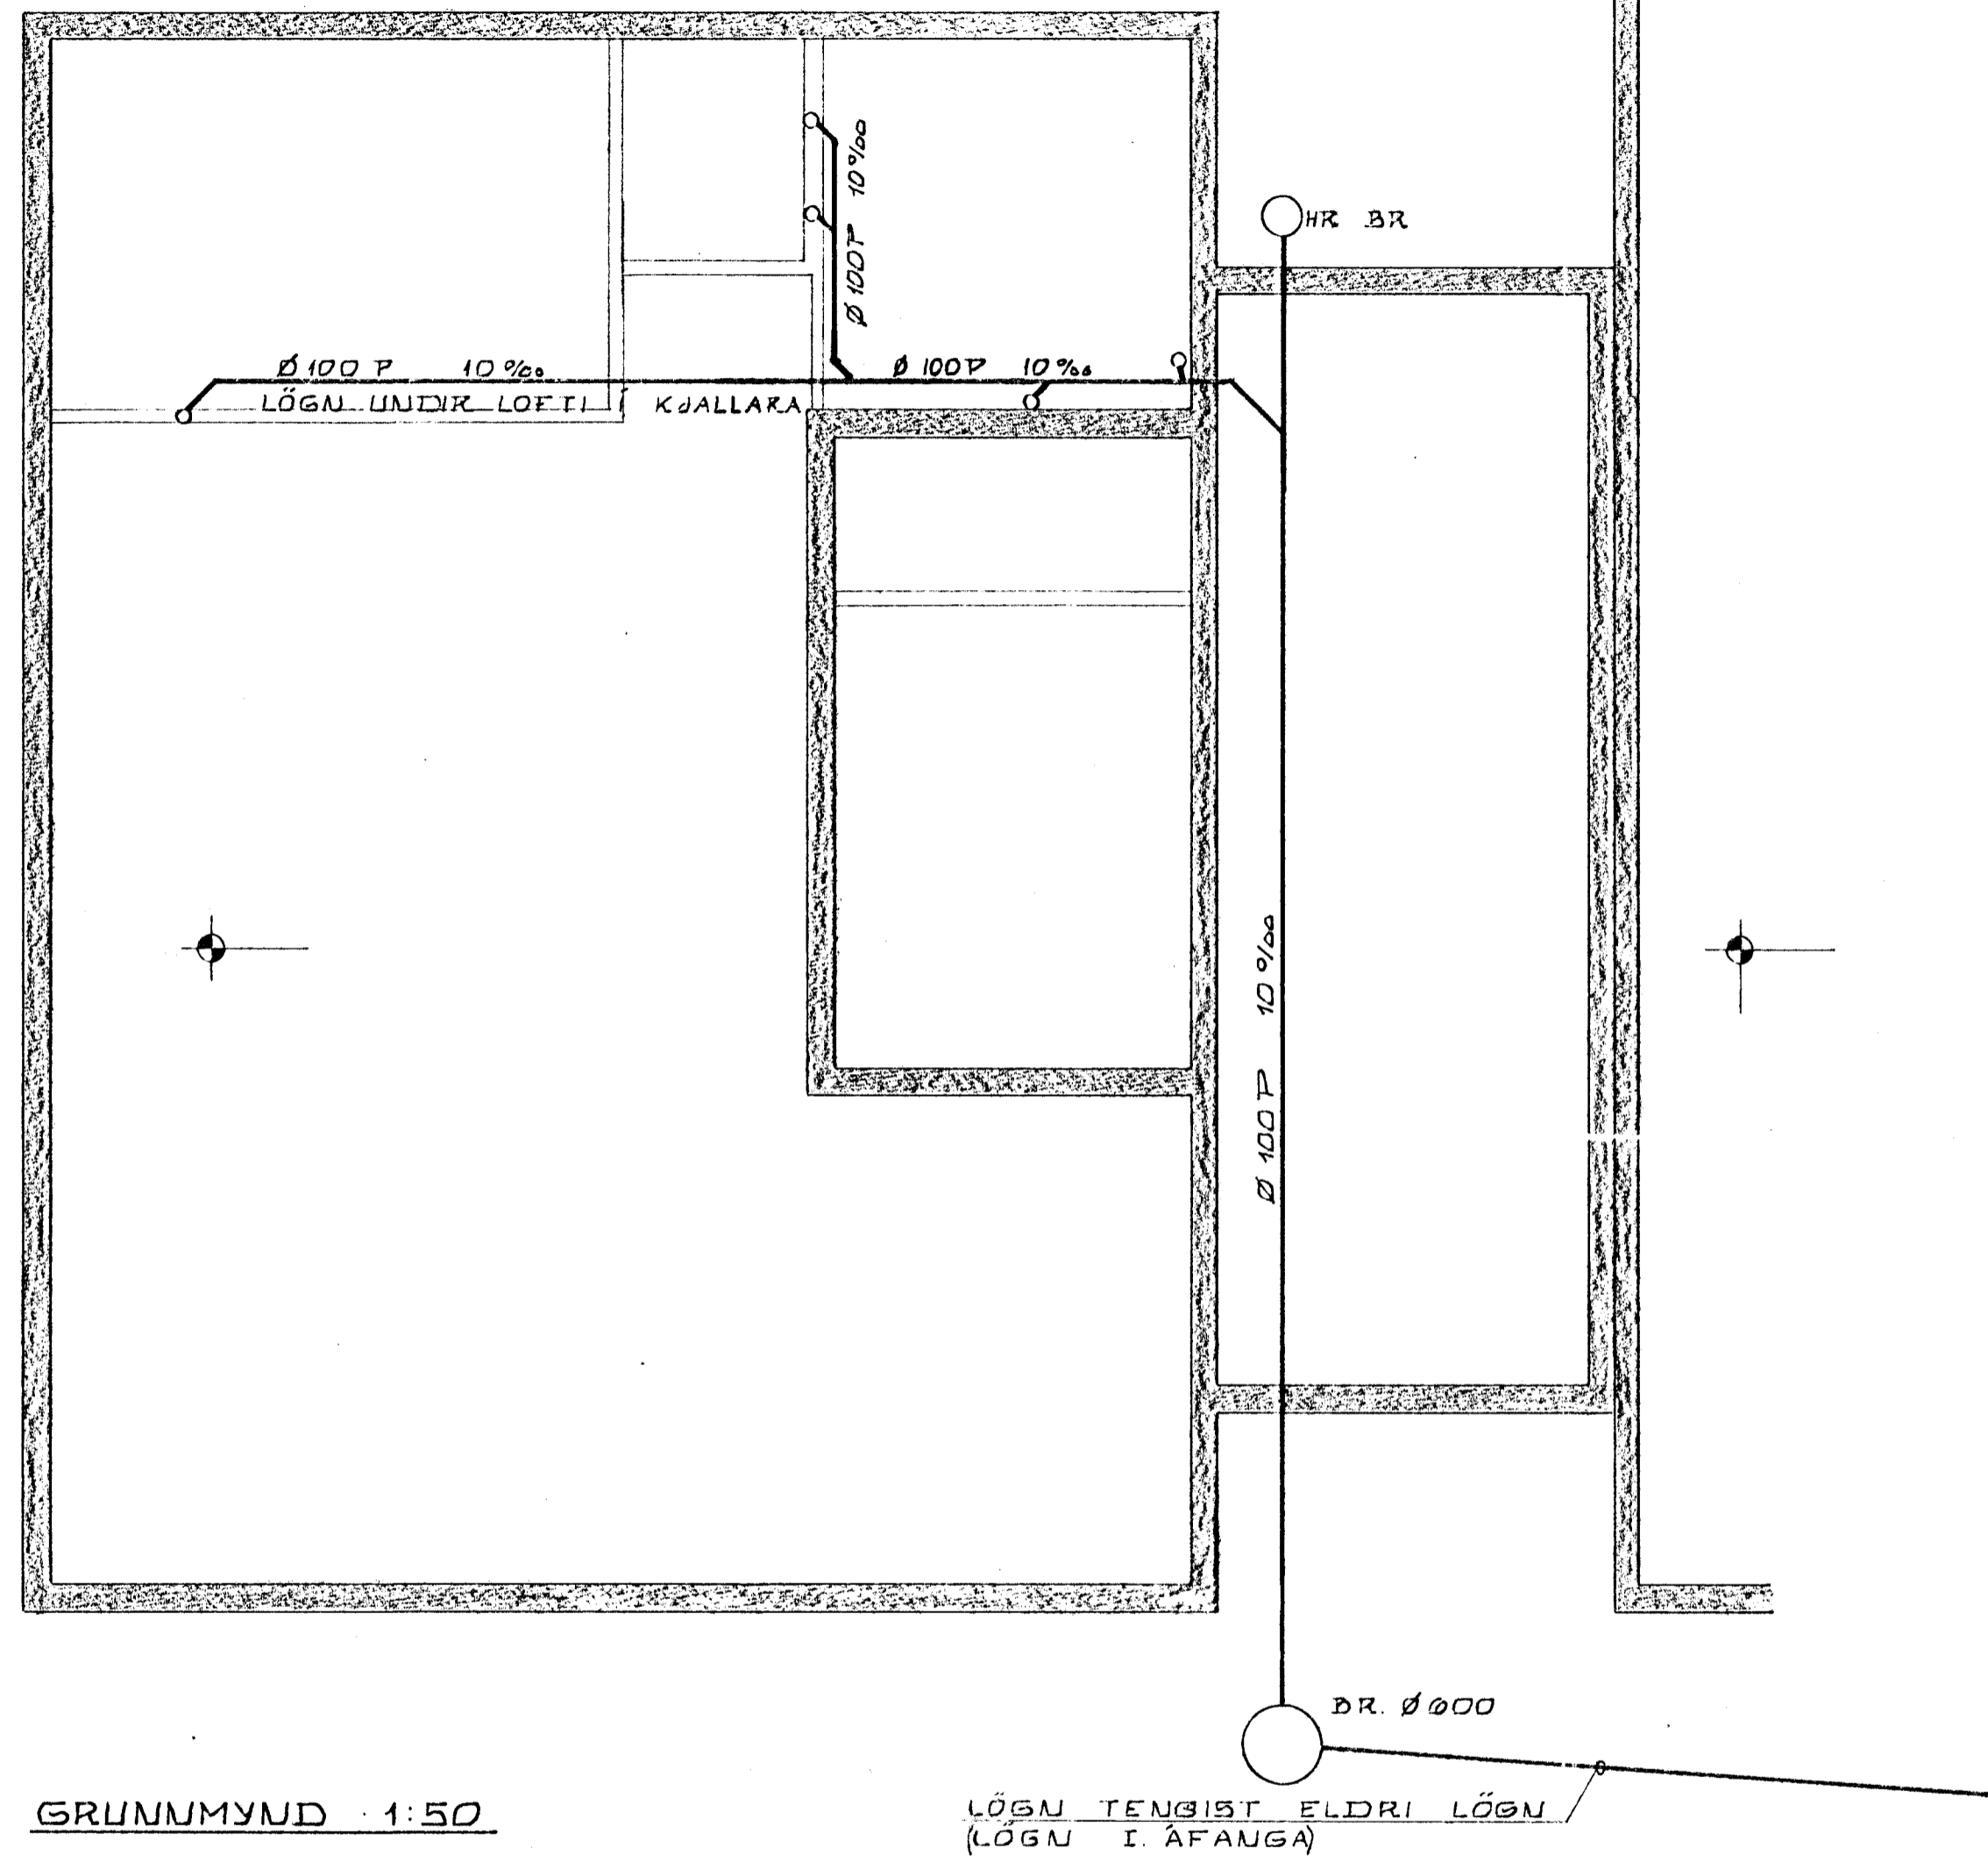 Ø 100 P 10 ‰
HR BR
Ø 100 P 10 ‰
Ø 100 P 10 ‰
LÖGN UNDIR LOFTI Í KJALLARA
Ø 100 P 10 ‰
BR. Ø 600
GRUNNMYND 1:50
LÖGN TENGIST ELDRI LÖGN
(LÖGN I. ÁFANGA)